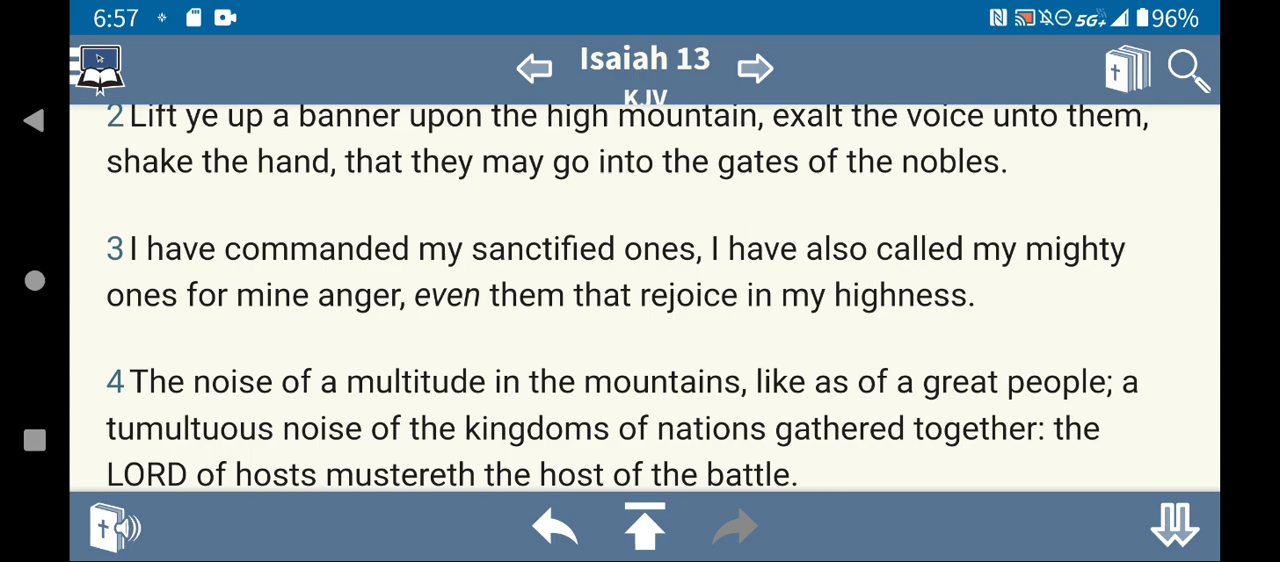 6:57
5G+ 96%
Isaiah 13
KJV
2 Lift ye up a banner upon the high mountain, exalt the voice unto them,
shake the hand, that they may go into the gates of the nobles.
3 I have commanded my sanctified ones, I have also called my mighty
ones for mine anger, even them that rejoice in my highness.
4 The noise of a multitude in the mountains, like as of a great people; a
tumultuous noise of the kingdoms of nations gathered together: the
LORD of hosts mustereth the host of the battle.